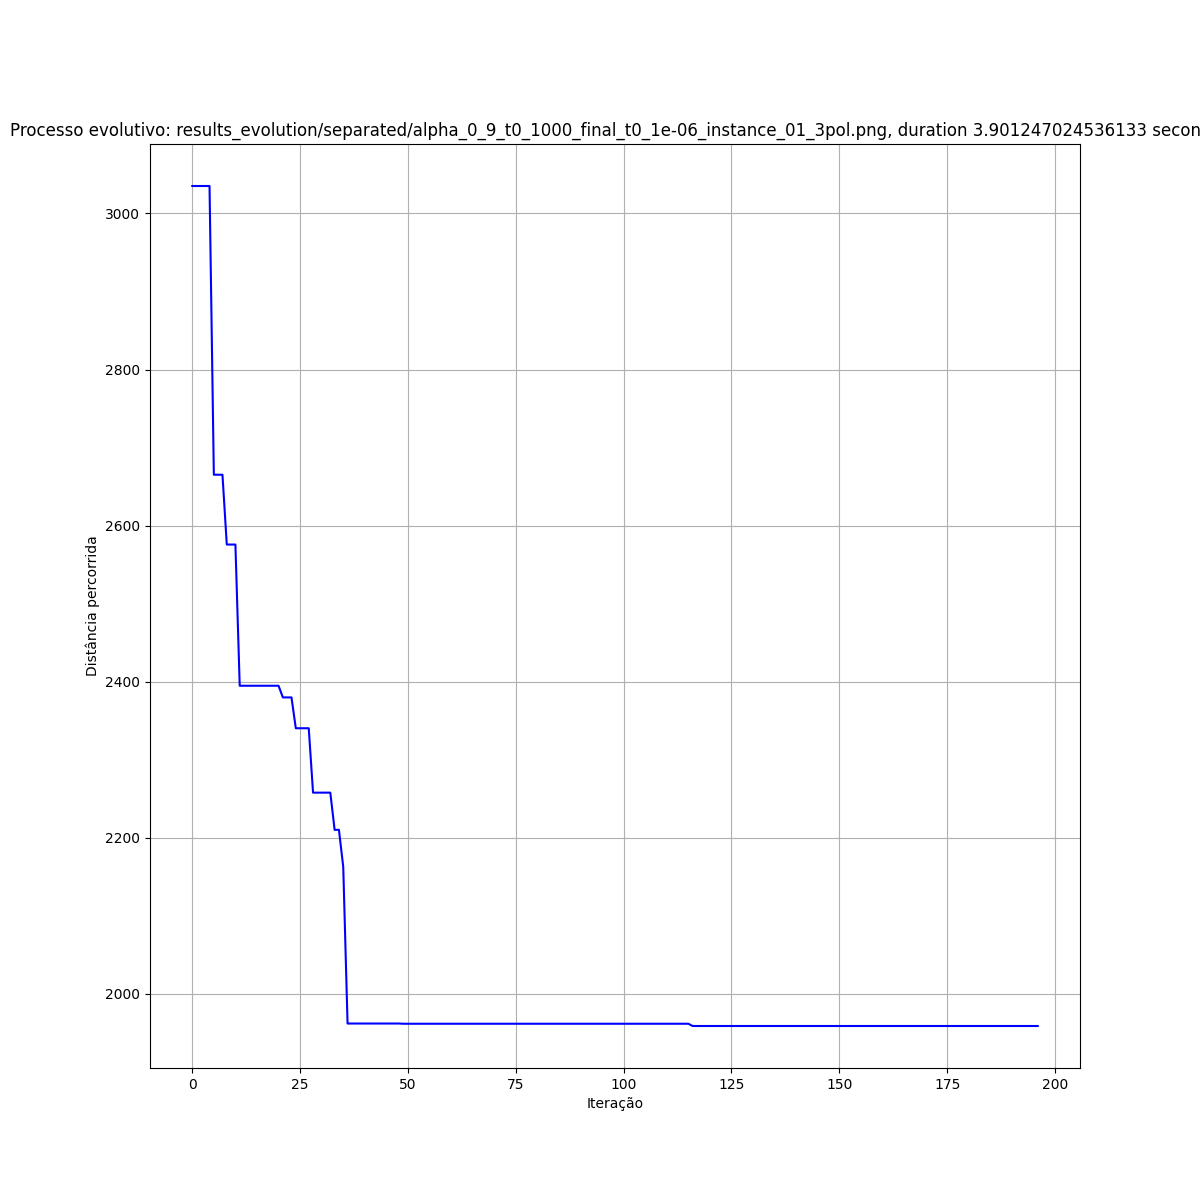 Processo evolutivo: results_evolution/separated/alpha_0_9_t0_1000_final_t0_1e-06_instance_01_3pol.png, duration 3.901247024536133 secon
3000
2800
2600
2400
2200
2000
Distância percorrida
0 25 50 75 100 125 150 175 200
Iteração